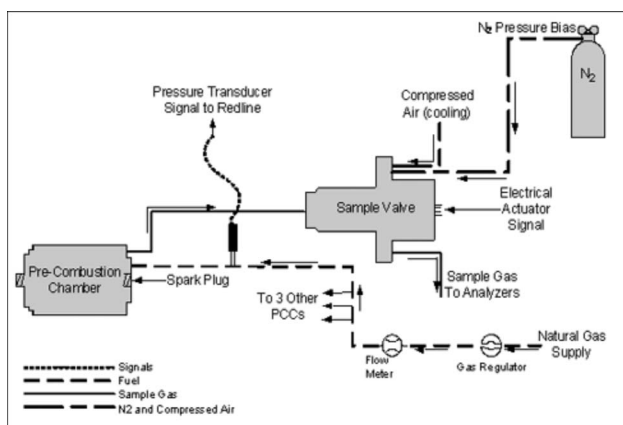 N2 Pressure Bias
N2
Pressure Transducer
Signal to Redline
Compressed
Air (cooling)
Sample Valve
Electrical
Actuator
Signal
Pre-Combustion
Chamber
Spark Plug
Sample Gas
To Analyzers
To 3 Other
PCCs
Natural Gas
Supply
Flow
Meter
Gas Regulator
Signals
Fuel
Sample Gas
N2 and Compressed Air